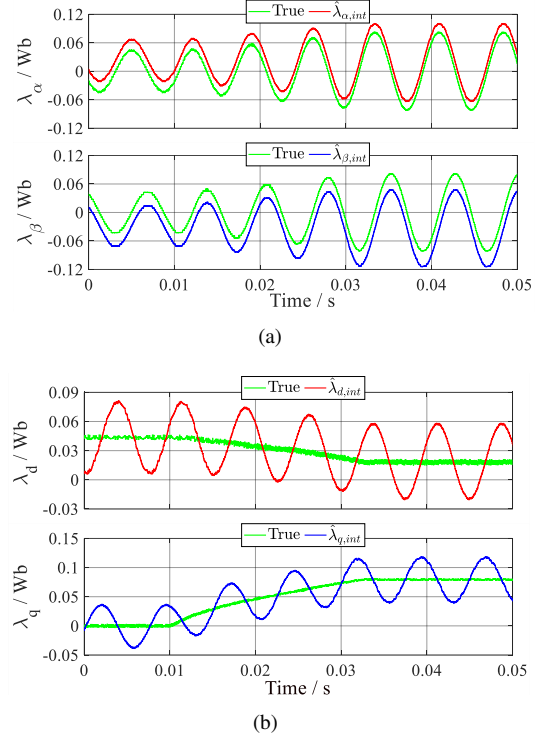 True λ̂α,int
0.12
0.06
0
-0.06
-0.12
λα / Wb
True λ̂β,int
0.12
0.06
0
-0.06
-0.12
λβ / Wb
0 0.01 0.02 0.03 0.04 0.05
Time / s
(a)
True λ̂d,int
0.09
0.06
0.03
0
-0.03
λd / Wb
True λ̂q,int
0.15
0.10
0.05
0
-0.05
λq / Wb
0 0.01 0.02 0.03 0.04 0.05
Time / s
(b)